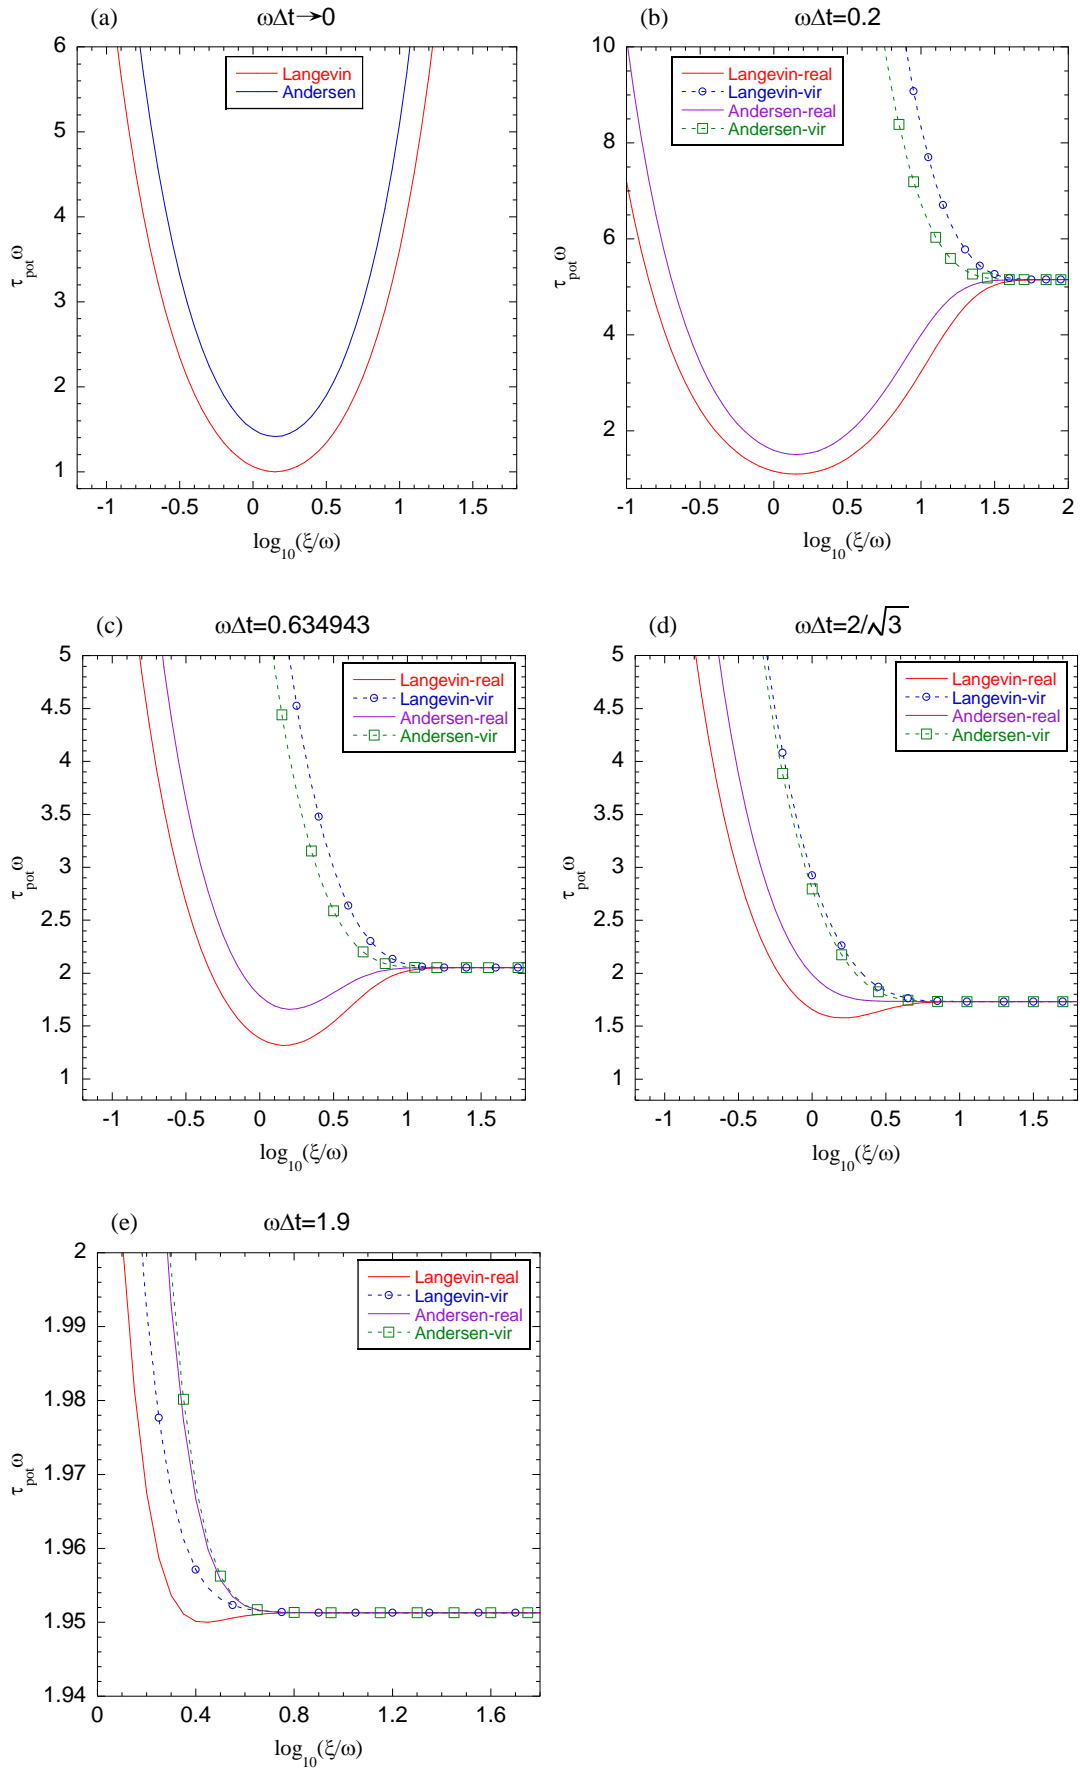 (a) ωΔt→0
6
5
4
3
2
1
τpotω
-1 -0.5 0 0.5 1 1.5
log10(ξ/ω)
Langevin
Andersen
(b) ωΔt=0.2
10
8
6
4
2
τpotω
-1 -0.5 0 0.5 1 1.5 2
log10(ξ/ω)
Langevin-real
Langevin-vir
Andersen-real
Andersen-vir
(c) ωΔt=0.634943
5
4.5
4
3.5
3
2.5
2
1.5
1
τpotω
-1 -0.5 0 0.5 1 1.5
log10(ξ/ω)
Langevin-real
Langevin-vir
Andersen-real
Andersen-vir
(d) ωΔt=2/√3
5
4.5
4
3.5
3
2.5
2
1.5
1
τpotω
-1 -0.5 0 0.5 1 1.5
log10(ξ/ω)
Langevin-real
Langevin-vir
Andersen-real
Andersen-vir
(e) ωΔt=1.9
2
1.99
1.98
1.97
1.96
1.95
1.94
τpotω
0 0.4 0.8 1.2 1.6
log10(ξ/ω)
Langevin-real
Langevin-vir
Andersen-real
Andersen-vir